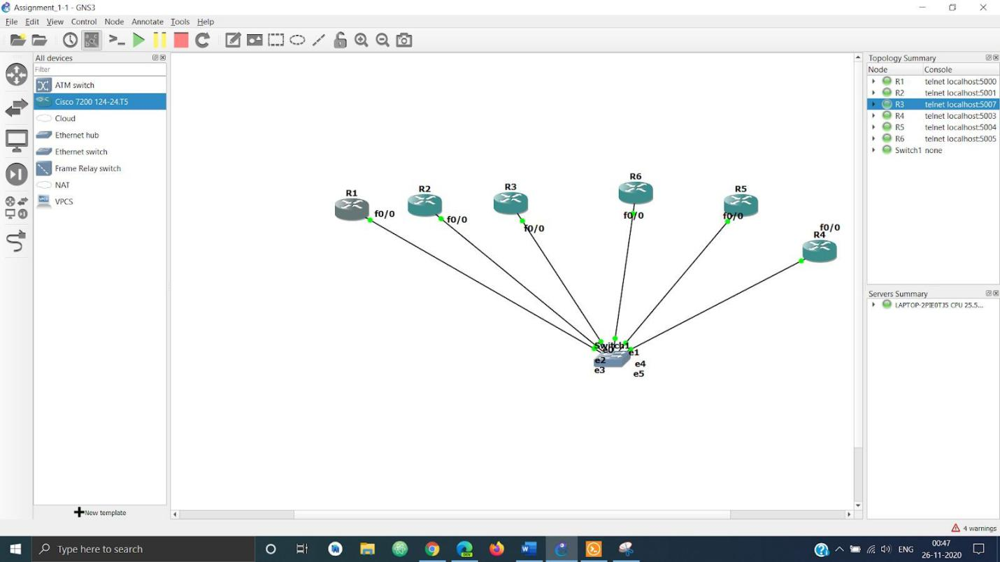 Assignment_1-1 - GNS3
File Edit View Control Node Annotate Tools Help
All devices
Filter
ATM switch
Cisco 7200 124-24.T5
Cloud
Ethernet hub
Ethernet switch
Frame Relay switch
NAT
VPCS
New template
R1
f0/0
R2
f0/0
R3
f0/0
R6
f0/0
R5
f0/0
f0/0
R4
Switch1
e0
e1
e2
e4
e3
e5
Topology Summary
Node Console
R1 telnet localhost:5000
R2 telnet localhost:5001
R3 telnet localhost:5007
R4 telnet localhost:5003
R5 telnet localhost:5004
R6 telnet localhost:5005
Switch1 none
Servers Summary
LAPTOP-2PIE0TJ5 CPU 25.5...
4 warnings
Type here to search
DEV
ENG
00:47
26-11-2020